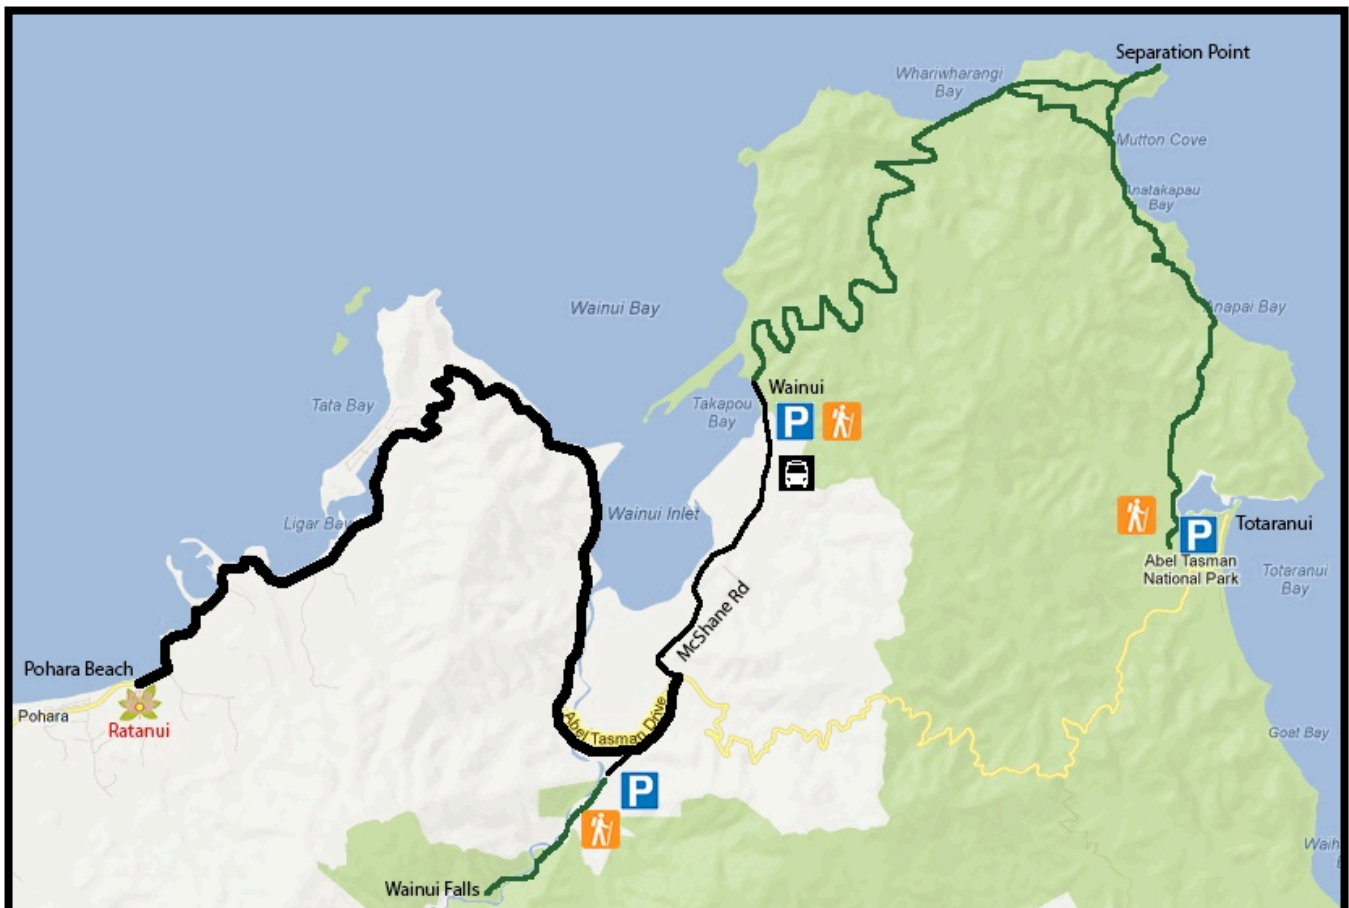 Separation Point
Whariwharangi
Bay
Mutton Cove
Anatakapau
Bay
Anapai Bay
Wainui Bay
Wainui
P
Takapou
Bay
Tata Bay
Ligar Bay
Wainui Inlet
Totaranui
P
Abel Tasman
National Park
Totaranui
Bay
McShane Rd
Pohara Beach
Pohara
Ratanui
Abel Tasman Drive
Goat Bay
P
Wainui Falls